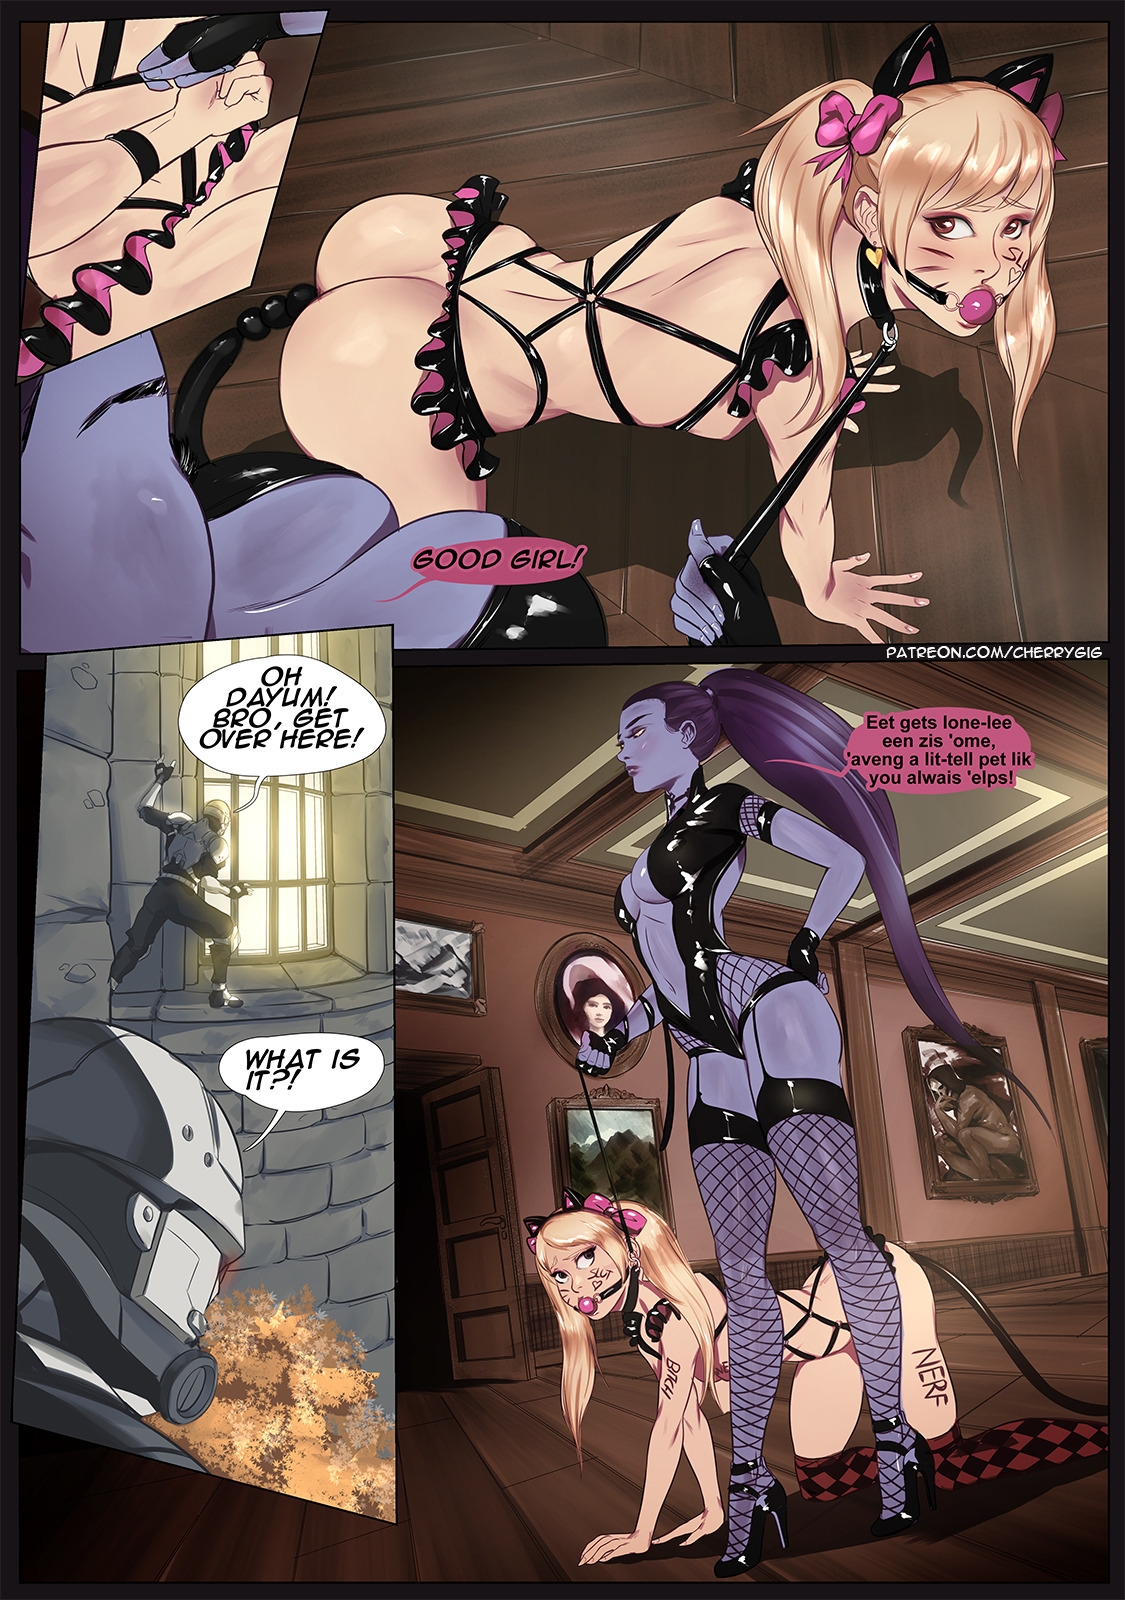 GOOD GIRL!
PATREON.COM/CHERRYGIG
OH
DAYUM!
BRO, GET
OVER HERE!
Eet gets lone-lee
een zis 'ome,
'aveng a lit-tell pet lik
you alwais 'elps!
WHAT IS
IT?!
SLUT
BITCH
NERF